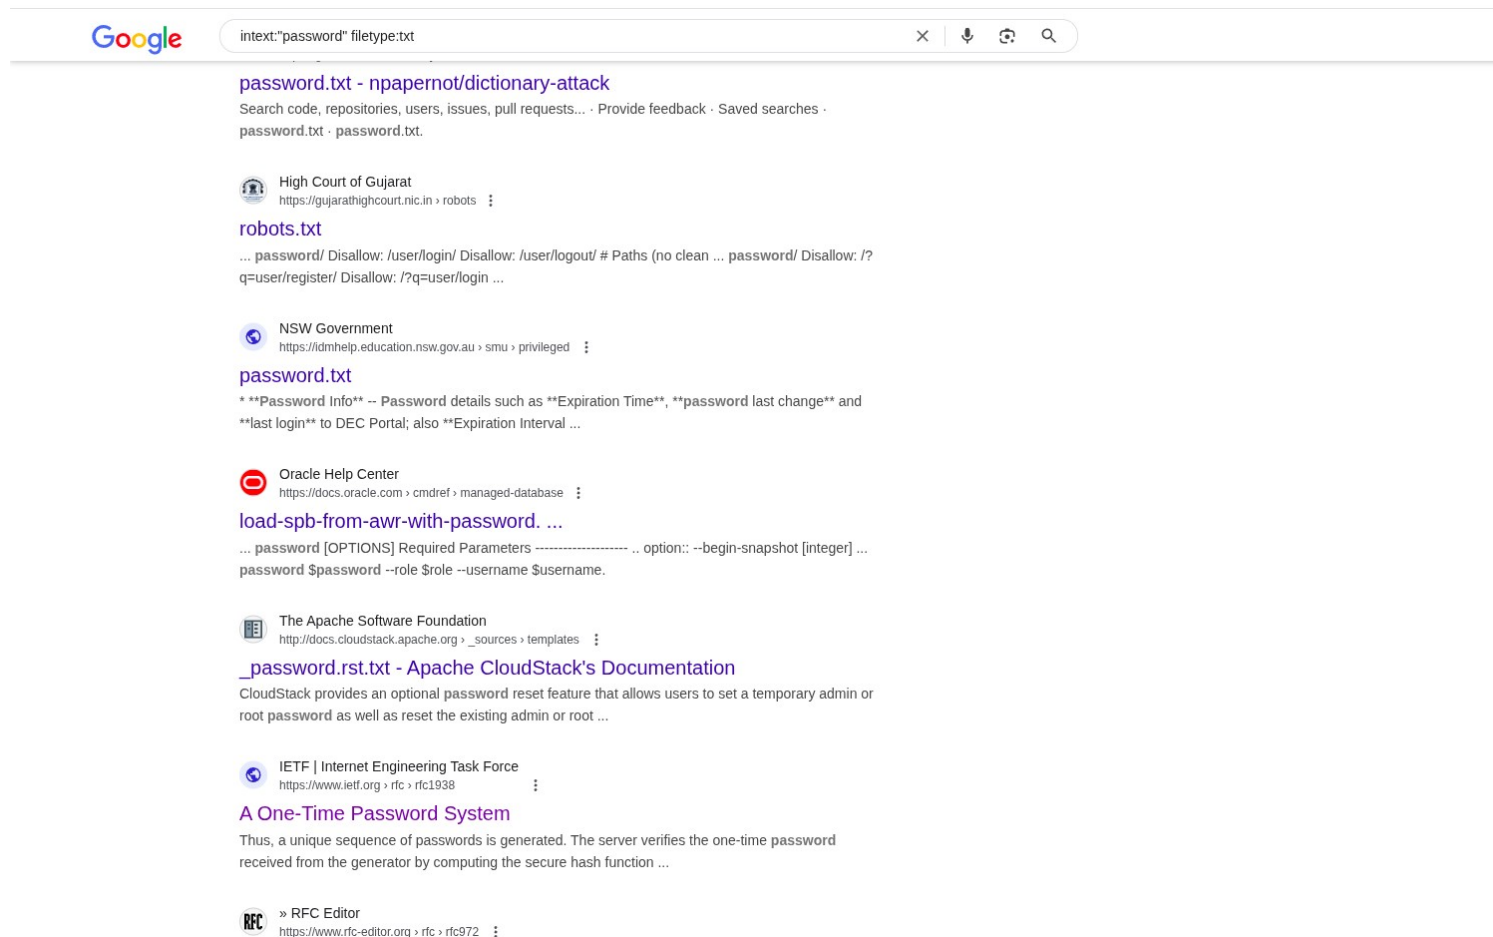 Google
intext:"password" filetype:txt
password.txt - npapernot/dictionary-attack
Search code, repositories, users, issues, pull requests... · Provide feedback · Saved searches ·
password.txt · password.txt.
High Court of Gujarat
https://gujarathighcourt.nic.in › robots
robots.txt
... password/ Disallow: /user/login/ Disallow: /user/logout/ # Paths (no clean ... password/ Disallow: /?
q=user/register/ Disallow: /?q=user/login ...
NSW Government
https://idmhelp.education.nsw.gov.au › smu › privileged
password.txt
* **Password Info** -- Password details such as **Expiration Time**, **password last change** and
**last login** to DEC Portal; also **Expiration Interval ...
Oracle Help Center
https://docs.oracle.com › cmdref › managed-database
load-spb-from-awr-with-password. ...
... password [OPTIONS] Required Parameters -------------------- .. option:: --begin-snapshot [integer] ...
password $password --role $role --username $username.
The Apache Software Foundation
http://docs.cloudstack.apache.org › _sources › templates
_password.rst.txt - Apache CloudStack's Documentation
CloudStack provides an optional password reset feature that allows users to set a temporary admin or
root password as well as reset the existing admin or root ...
IETF | Internet Engineering Task Force
https://www.ietf.org › rfc › rfc1938
A One-Time Password System
Thus, a unique sequence of passwords is generated. The server verifies the one-time password
received from the generator by computing the secure hash function ...
RFC
» RFC Editor
https://www.rfc-editor.org › rfc › rfc972